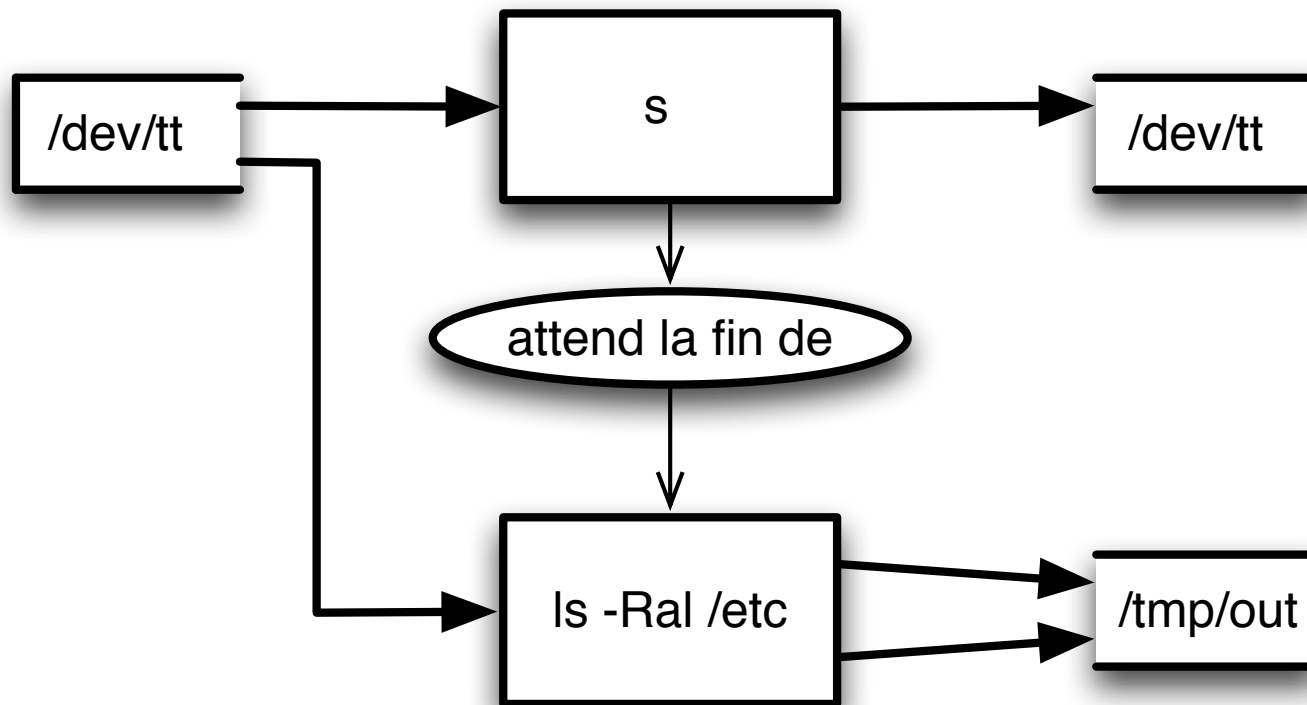 /dev/tt
s
/dev/tt
attend la fin de
ls -Ral /etc
/tmp/out